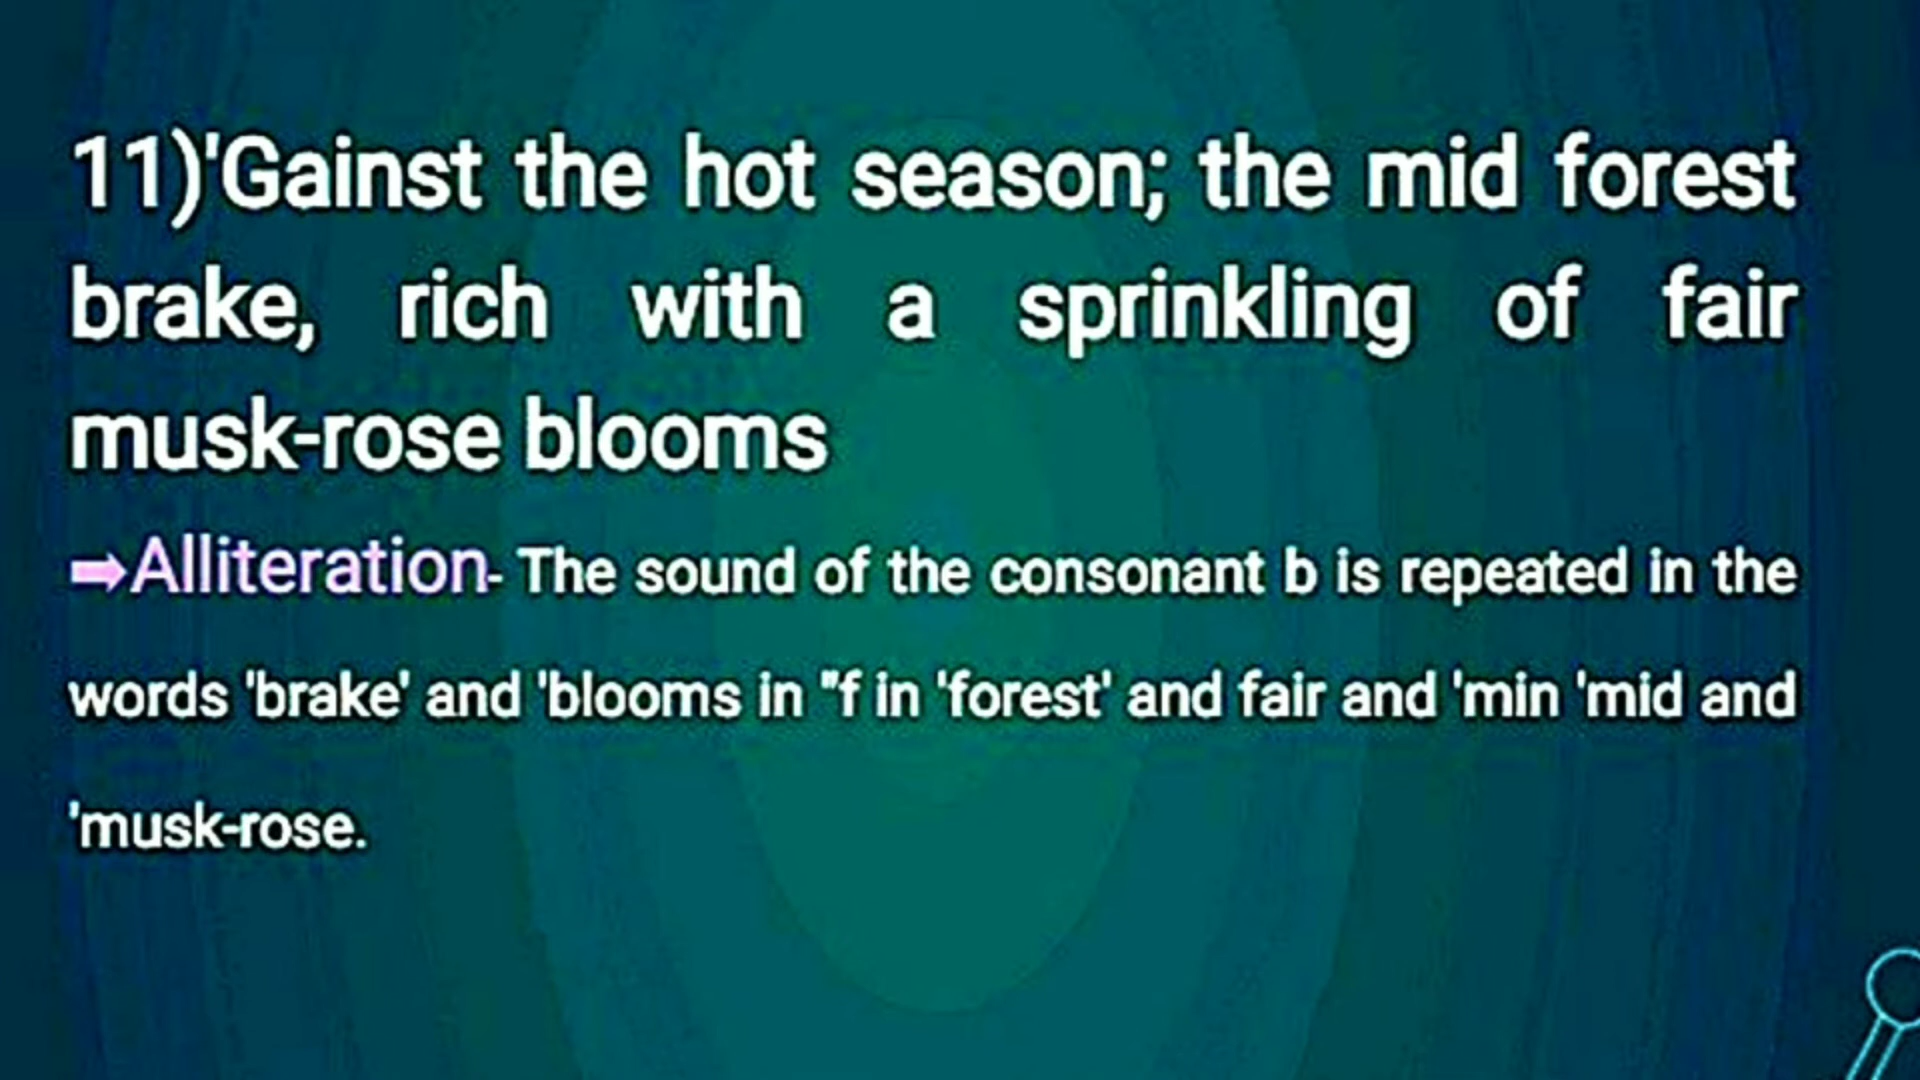 11)'Gainst the hot season; the mid forest
brake, rich with a sprinkling of fair
musk-rose blooms
➡Alliteration- The sound of the consonant b is repeated in the
words 'brake' and 'blooms in "f in 'forest' and fair and 'min 'mid and
'musk-rose.